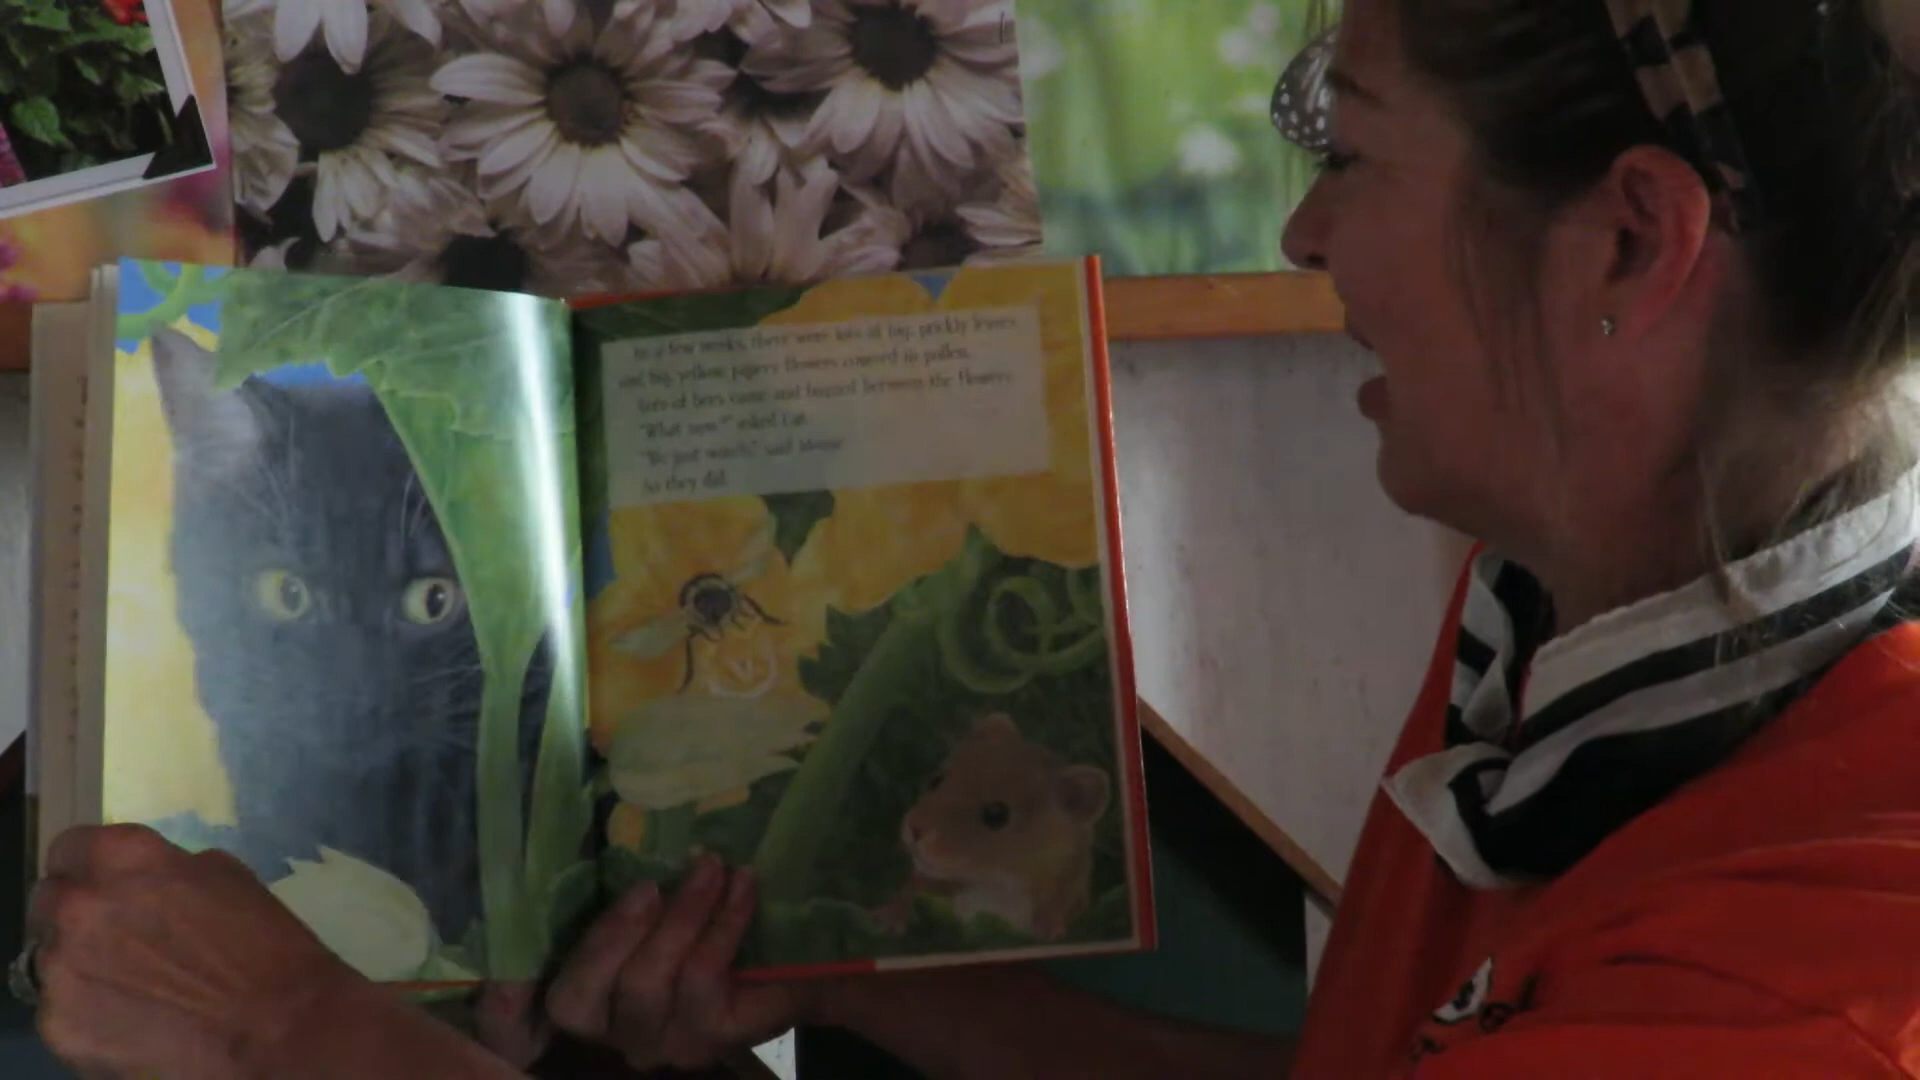 In a few weeks, there were lots of big, prickly leaves
and big, yellow papery flowers covered in pollen.
Lots of bees came and buzzed between the flowers.
"What now?" asked Cat.
"We just watch," said Mouse.
So they did.